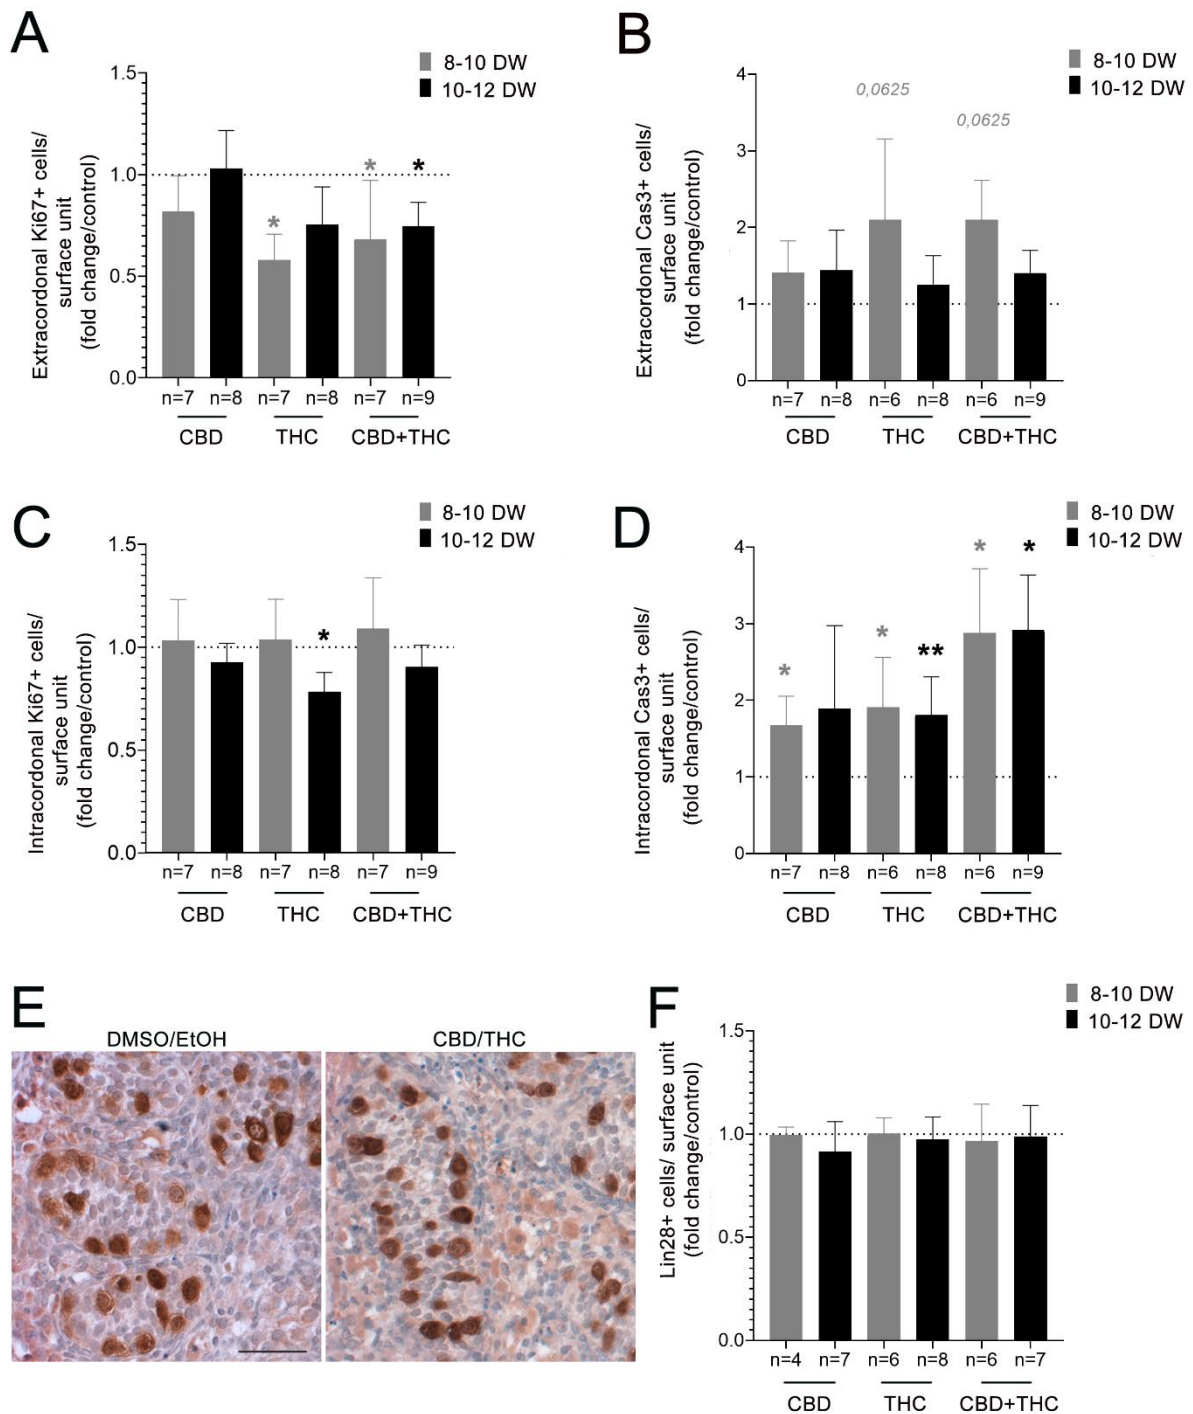 A
8-10 DW
10-12 DW
Extracordonal Ki67+ cells/
surface unit
(fold change/control)
1.5
1.0
0.5
0.0
*
*
*
n=7 n=8 n=7 n=8 n=7 n=9
CBD THC CBD+THC
B
8-10 DW
10-12 DW
Extracordonal Cas3+ cells/
surface unit
(fold change/control)
4
3
2
1
0
0,0625
0,0625
n=7 n=8 n=6 n=8 n=6 n=9
CBD THC CBD+THC
C
8-10 DW
10-12 DW
Intracordonal Ki67+ cells/
surface unit
(fold change/control)
1.5
1.0
0.5
0.0
*
n=7 n=8 n=7 n=8 n=7 n=9
CBD THC CBD+THC
D
8-10 DW
10-12 DW
Intracordonal Cas3+ cells/
surface unit
(fold change/control)
4
3
2
1
0
*
*
**
*
*
n=7 n=8 n=6 n=8 n=6 n=9
CBD THC CBD+THC
E
DMSO/EtOH CBD/THC
F
8-10 DW
10-12 DW
Lin28+ cells/ surface unit
(fold change/control)
1.5
1.0
0.5
0.0
n=4 n=7 n=6 n=8 n=6 n=7
CBD THC CBD+THC